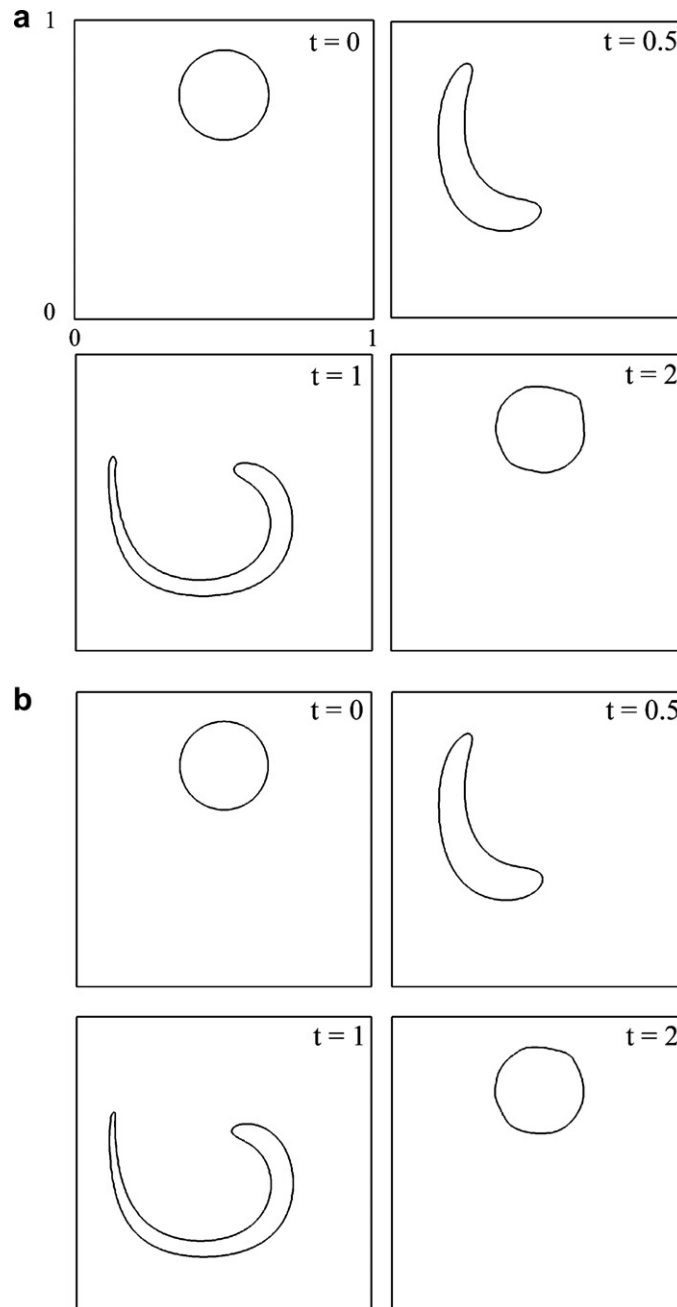 a
1
t = 0
t = 0.5
0
0
1
t = 1
t = 2
b
t = 0
t = 0.5
t = 1
t = 2